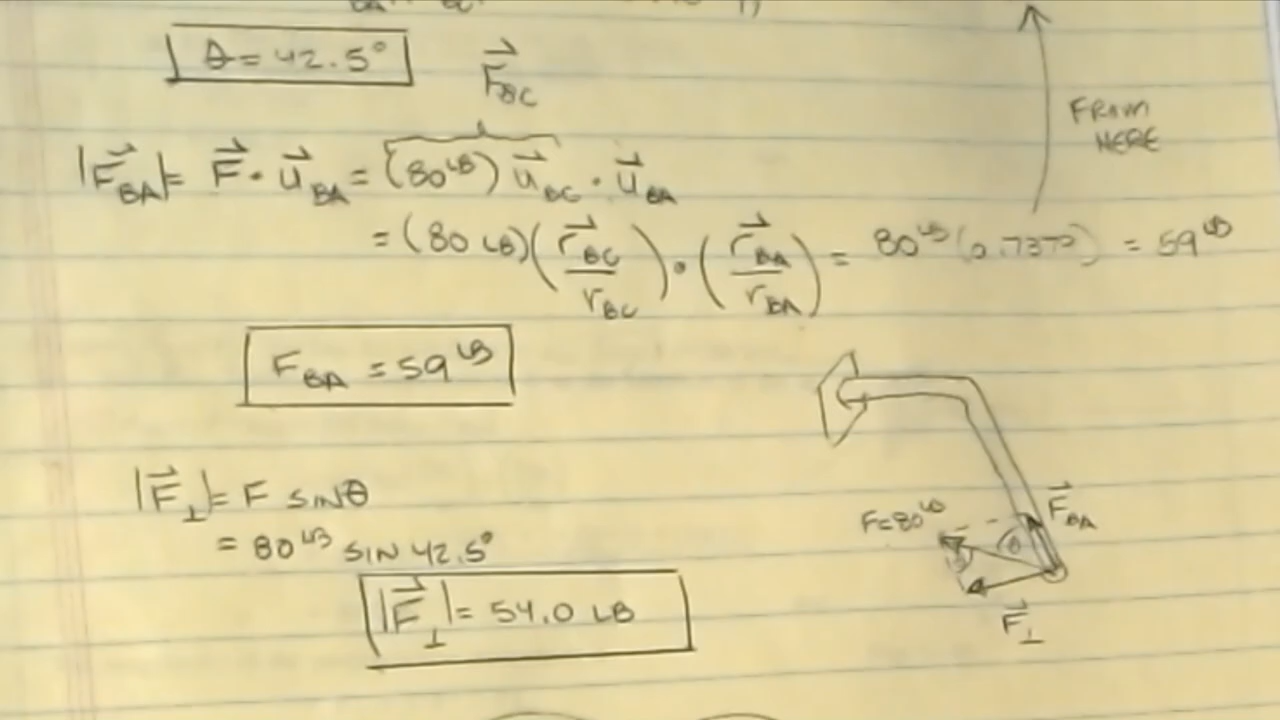 θ = 42.5°
F⃗BC
|F⃗BA| = F⃗ · u⃗BA = (80 LB) u⃗BC · u⃗BA
= (80 LB)(r⃗BC / rBC) · (r⃗BA / rBA) = 80 LB (0.7370) = 59 LB
FROM
HERE
FBA = 59 LB
|F⃗⊥| = F SINθ
= 80 LB SIN 42.5°
|F⃗⊥| = 54.0 LB
F=80 LB
F⃗BA
θ
F⃗⊥